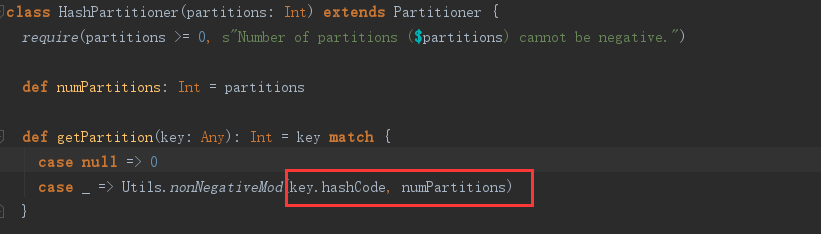 class HashPartitioner(partitions: Int) extends Partitioner {
require(partitions >= 0, s"Number of partitions ($partitions) cannot be negative.")
def numPartitions: Int = partitions
def getPartition(key: Any): Int = key match {
case null => 0
case _ => Utils.nonNegativeMod(key.hashCode, numPartitions)
}